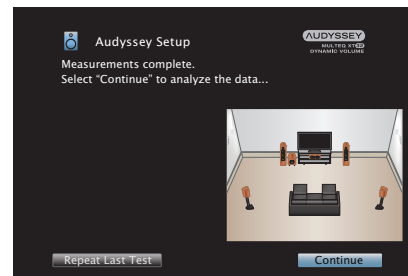 Audyssey Setup
AUDYSSEY
MULTEQ XT32
DYNAMIC VOLUME
Measurements complete.
Select “Continue” to analyze the data...
Repeat Last Test
Continue